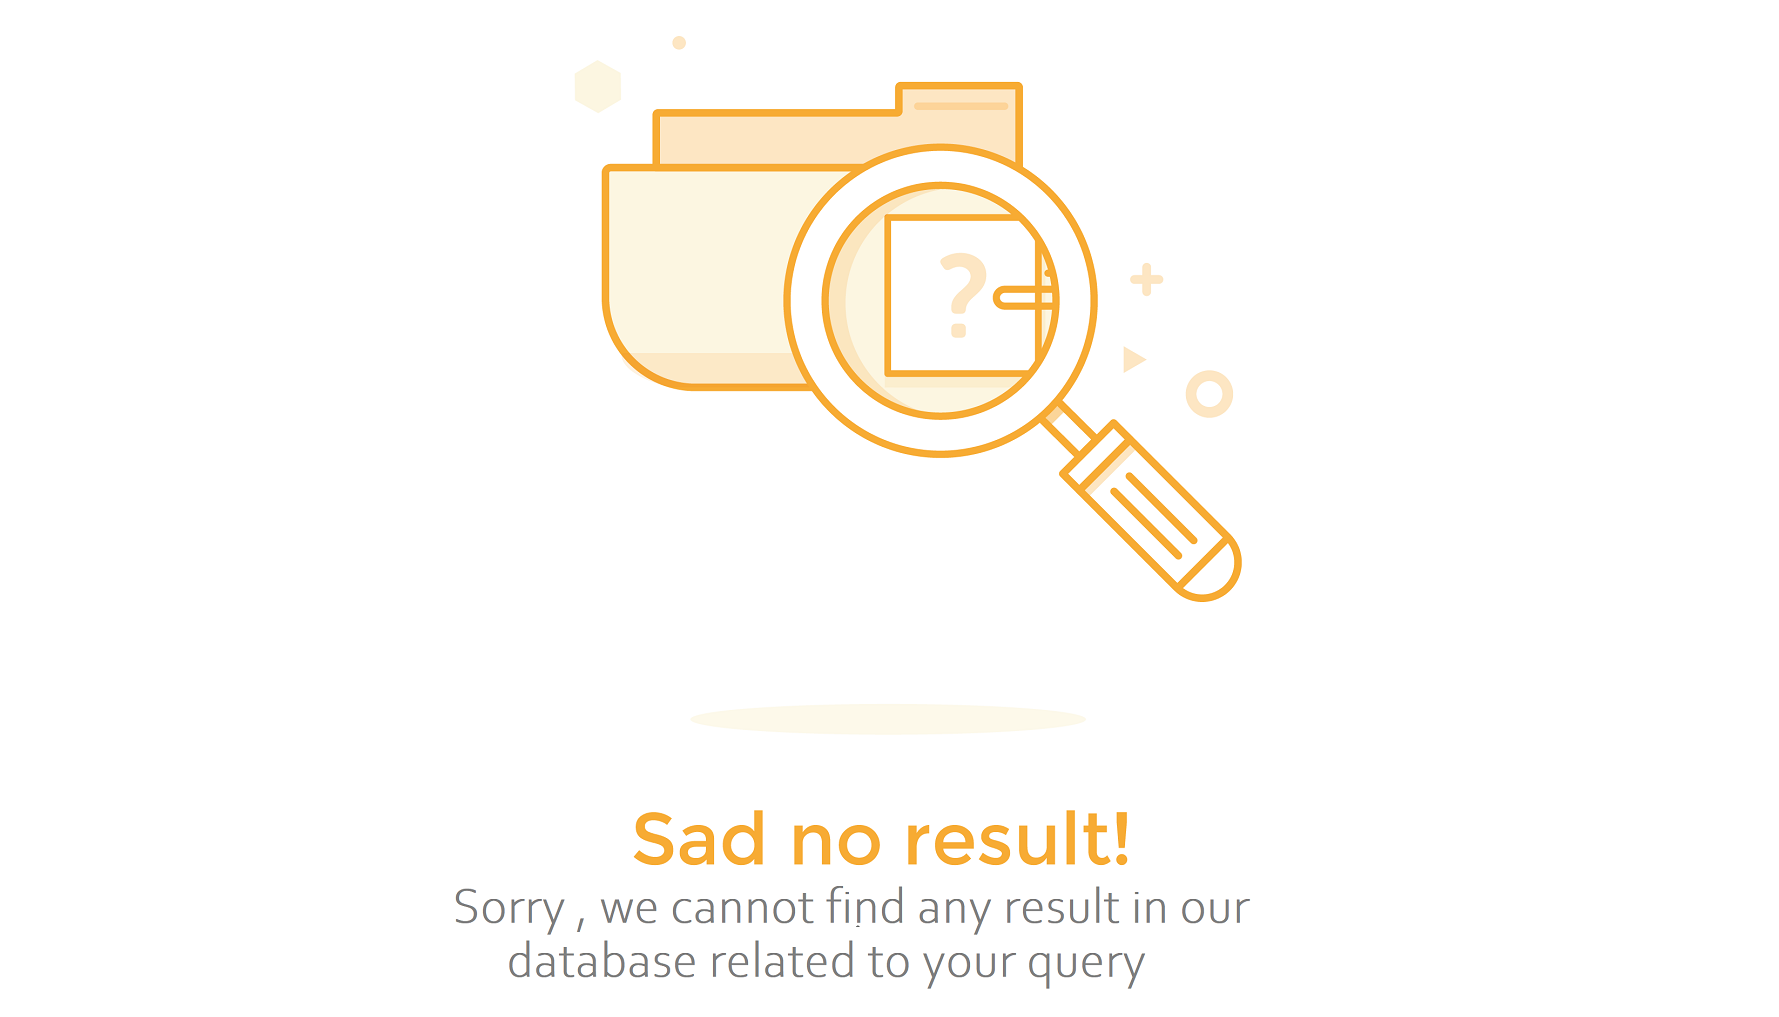 ?
Sad no result!
Sorry , we cannot find any result in our
database related to your query